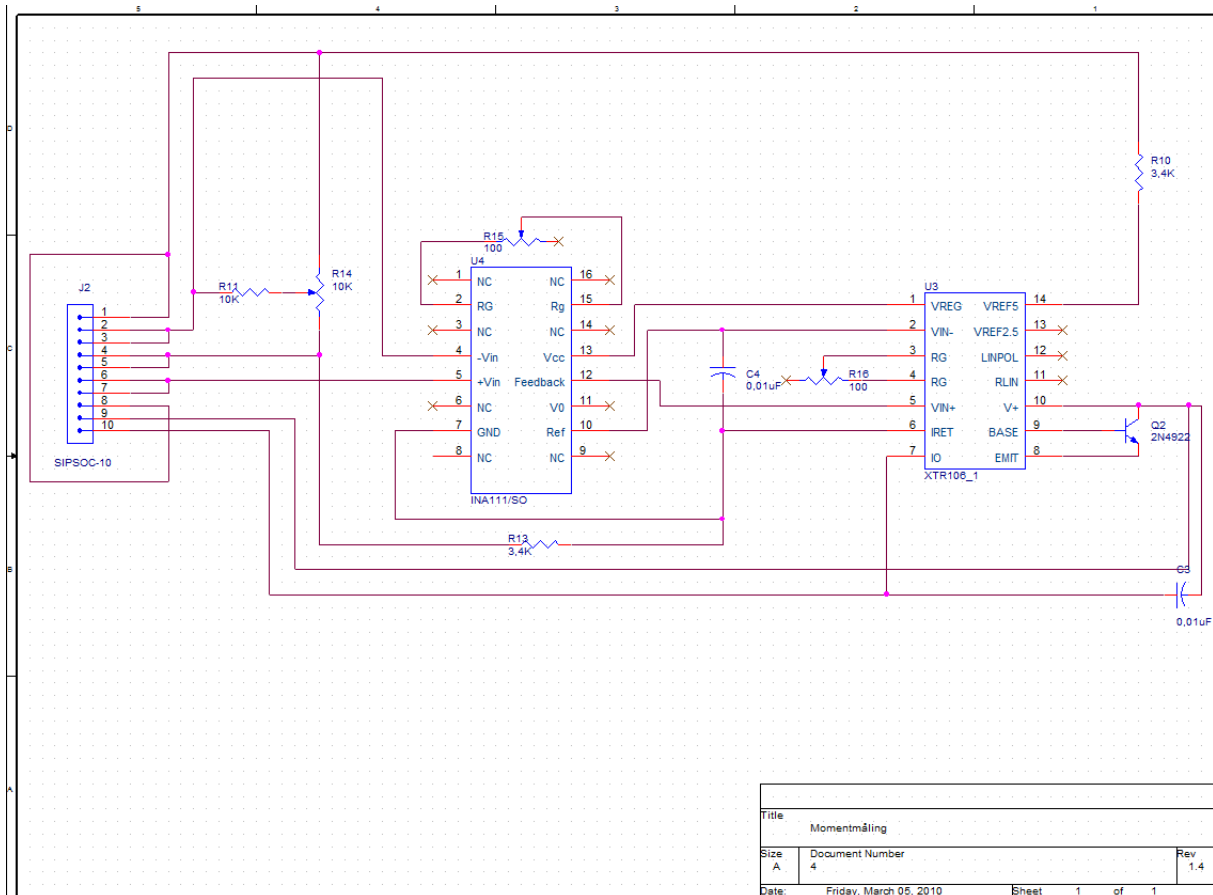 5 4 3 2 1
D
C
B
A
R10
3,4K
R15
100
U4
J2
R11
10K
R14
10K
SIPSOC-10
1
2
3
4
5
6
7
8
9
10
1 NC NC 16
2 RG Rg 15
3 NC NC 14
4 -Vin Vcc 13
5 +Vin Feedback 12
6 NC V0 11
7 GND Ref 10
8 NC NC 9
INA111/SO
C4
0,01uF
R16
100
U3
1 VREG VREF5 14
2 VIN- VREF2.5 13
3 RG LINPOL 12
4 RG RLIN 11
5 VIN+ V+ 10
6 IRET BASE 9
7 IO EMIT 8
XTR106_1
Q2
2N4922
R13
3,4K
C3
0,01uF
Title
Momentmåling
Size Document Number Rev
A 4 1.4
Date: Friday, March 05, 2010 Sheet 1 of 1